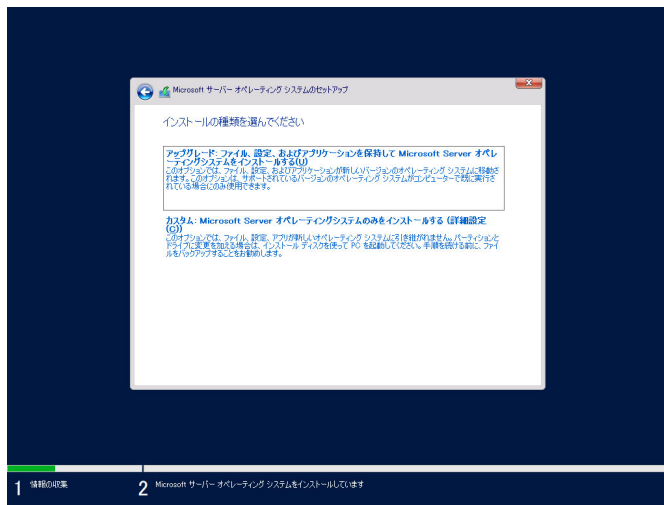 Microsoft サーバー オペレーティング システムのセットアップ
インストールの種類を選んでください
アップグレード: ファイル、設定、およびアプリケーションを保持して Microsoft Server オペレ
ーティングシステムをインストールする(U)
このオプションでは、ファイル、設定、およびアプリケーションが新しいバージョンのオペレーティング システムに移動さ
れます。このオプションは、サポートされているバージョンのオペレーティング システムがコンピューターで既に実行さ
れている場合にのみ使用できます。
カスタム: Microsoft Server オペレーティングシステムのみをインストールする (詳細設定
(C))
このオプションでは、ファイル、設定、アプリが新しいオペレーティング システムに引き継がれません。パーティションと
ドライブに変更を加える場合は、インストール ディスクを使って PC を起動してください。手順を続ける前に、ファイ
ルをバックアップすることをお勧めします。
1 情報の収集
2 Microsoft サーバー オペレーティング システムをインストールしています